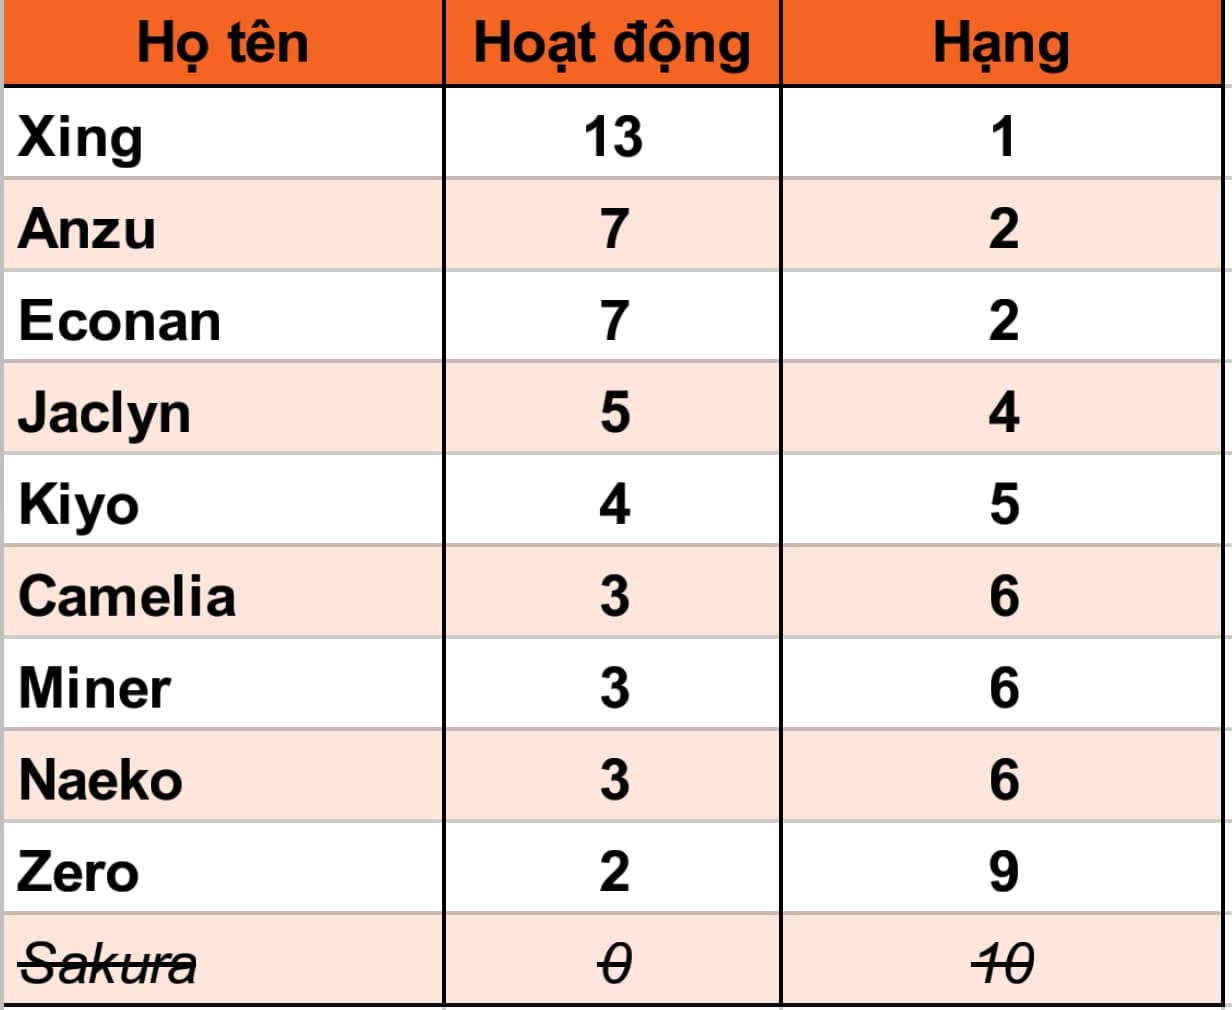 Họ tên Hoạt động Hạng
Xing 13 1
Anzu 7 2
Econan 7 2
Jaclyn 5 4
Kiyo 4 5
Camelia 3 6
Miner 3 6
Naeko 3 6
Zero 2 9
Sakura 0 10